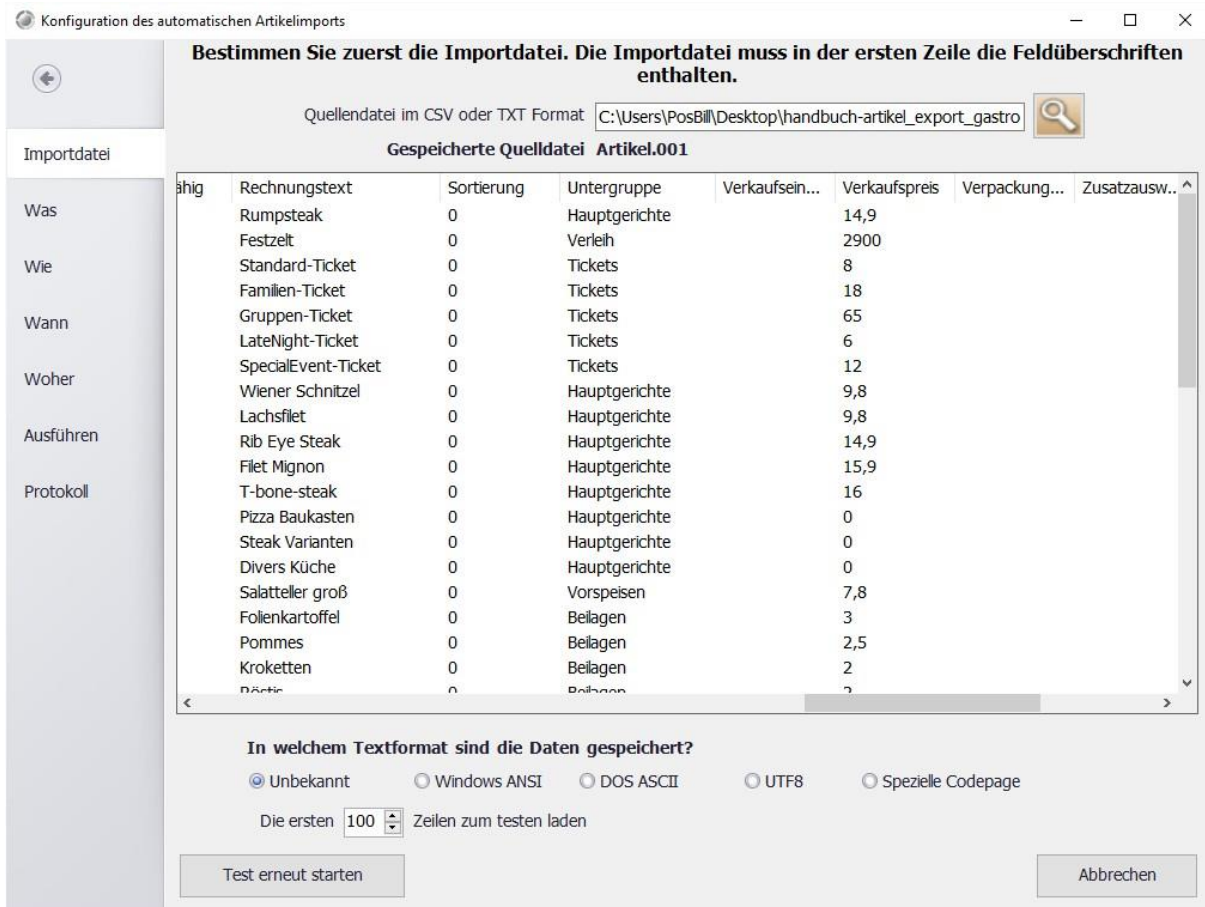 Konfiguration des automatischen Artikelimports
Bestimmen Sie zuerst die Importdatei. Die Importdatei muss in der ersten Zeile die Feldüberschriften
enthalten.
Quellendatei im CSV oder TXT Format C:\Users\PosBill\Desktop\handbuch-artikel_export_gastro
Gespeicherte Quelldatei Artikel.001
Importdatei
Was
Wie
Wann
Woher
Ausführen
Protokoll
ähig Rechnungstext Sortierung Untergruppe Verkaufsein... Verkaufspreis Verpackung... Zusatzausw...
Rumpsteak 0 Hauptgerichte 14,9
Festzelt 0 Verleih 2900
Standard-Ticket 0 Tickets 8
Familien-Ticket 0 Tickets 18
Gruppen-Ticket 0 Tickets 65
LateNight-Ticket 0 Tickets 6
SpecialEvent-Ticket 0 Tickets 12
Wiener Schnitzel 0 Hauptgerichte 9,8
Lachsfilet 0 Hauptgerichte 9,8
Rib Eye Steak 0 Hauptgerichte 14,9
Filet Mignon 0 Hauptgerichte 15,9
T-bone-steak 0 Hauptgerichte 16
Pizza Baukasten 0 Hauptgerichte 0
Steak Varianten 0 Hauptgerichte 0
Divers Küche 0 Hauptgerichte 0
Salatteller groß 0 Vorspeisen 7,8
Folienkartoffel 0 Beilagen 3
Pommes 0 Beilagen 2,5
Kroketten 0 Beilagen 2
Röstis 0 Beilagen 2
In welchem Textformat sind die Daten gespeichert?
Unbekannt Windows ANSI DOS ASCII UTF8 Spezielle Codepage
Die ersten 100 Zeilen zum testen laden
Test erneut starten Abbrechen